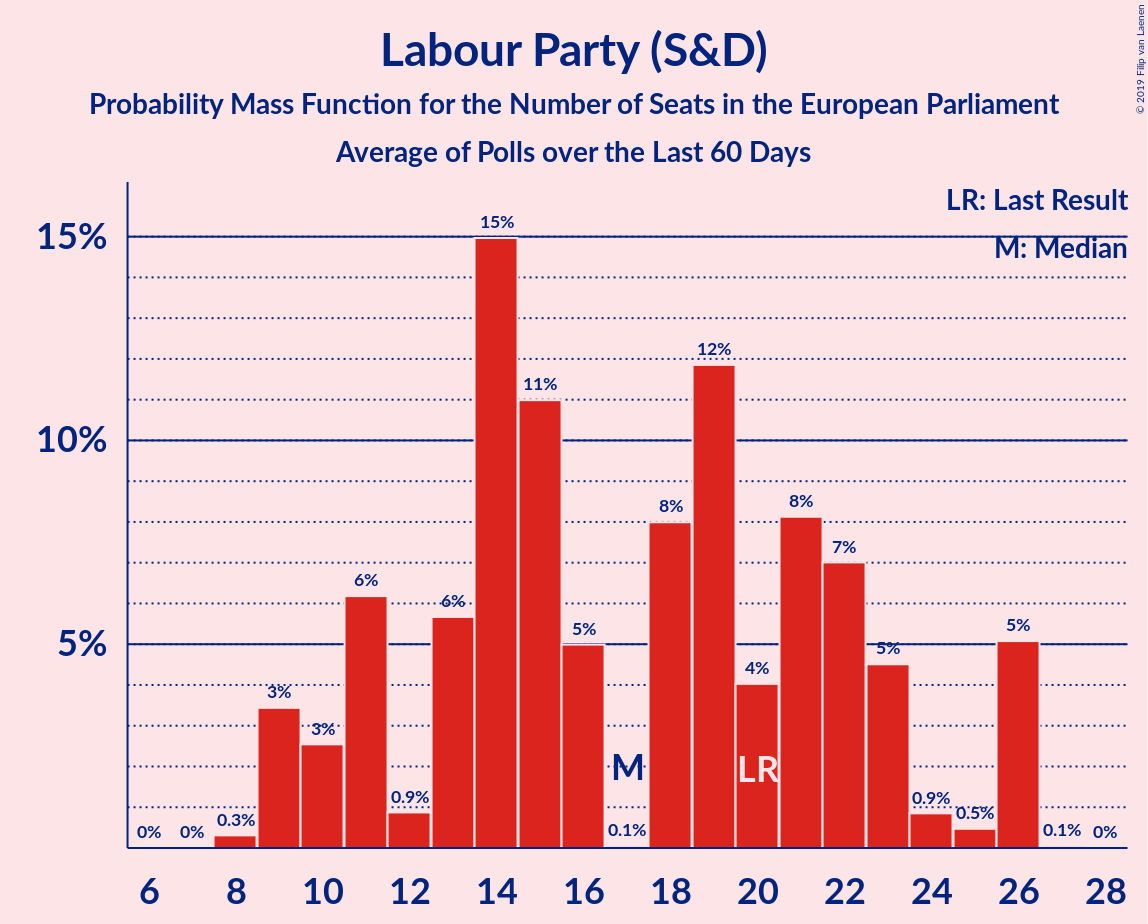 Labour Party (S&D)
Probability Mass Function for the Number of Seats in the European Parliament
Average of Polls over the Last 60 Days
© 2019 Filip van Laenen
LR: Last Result
M: Median
15%
10%
5%
0%
0%
0.3%
3%
3%
6%
0.9%
6%
15%
11%
5%
0.1%
8%
12%
4%
8%
7%
5%
0.9%
0.5%
5%
0.1%
0%
M
LR
6 8 10 12 14 16 18 20 22 24 26 28